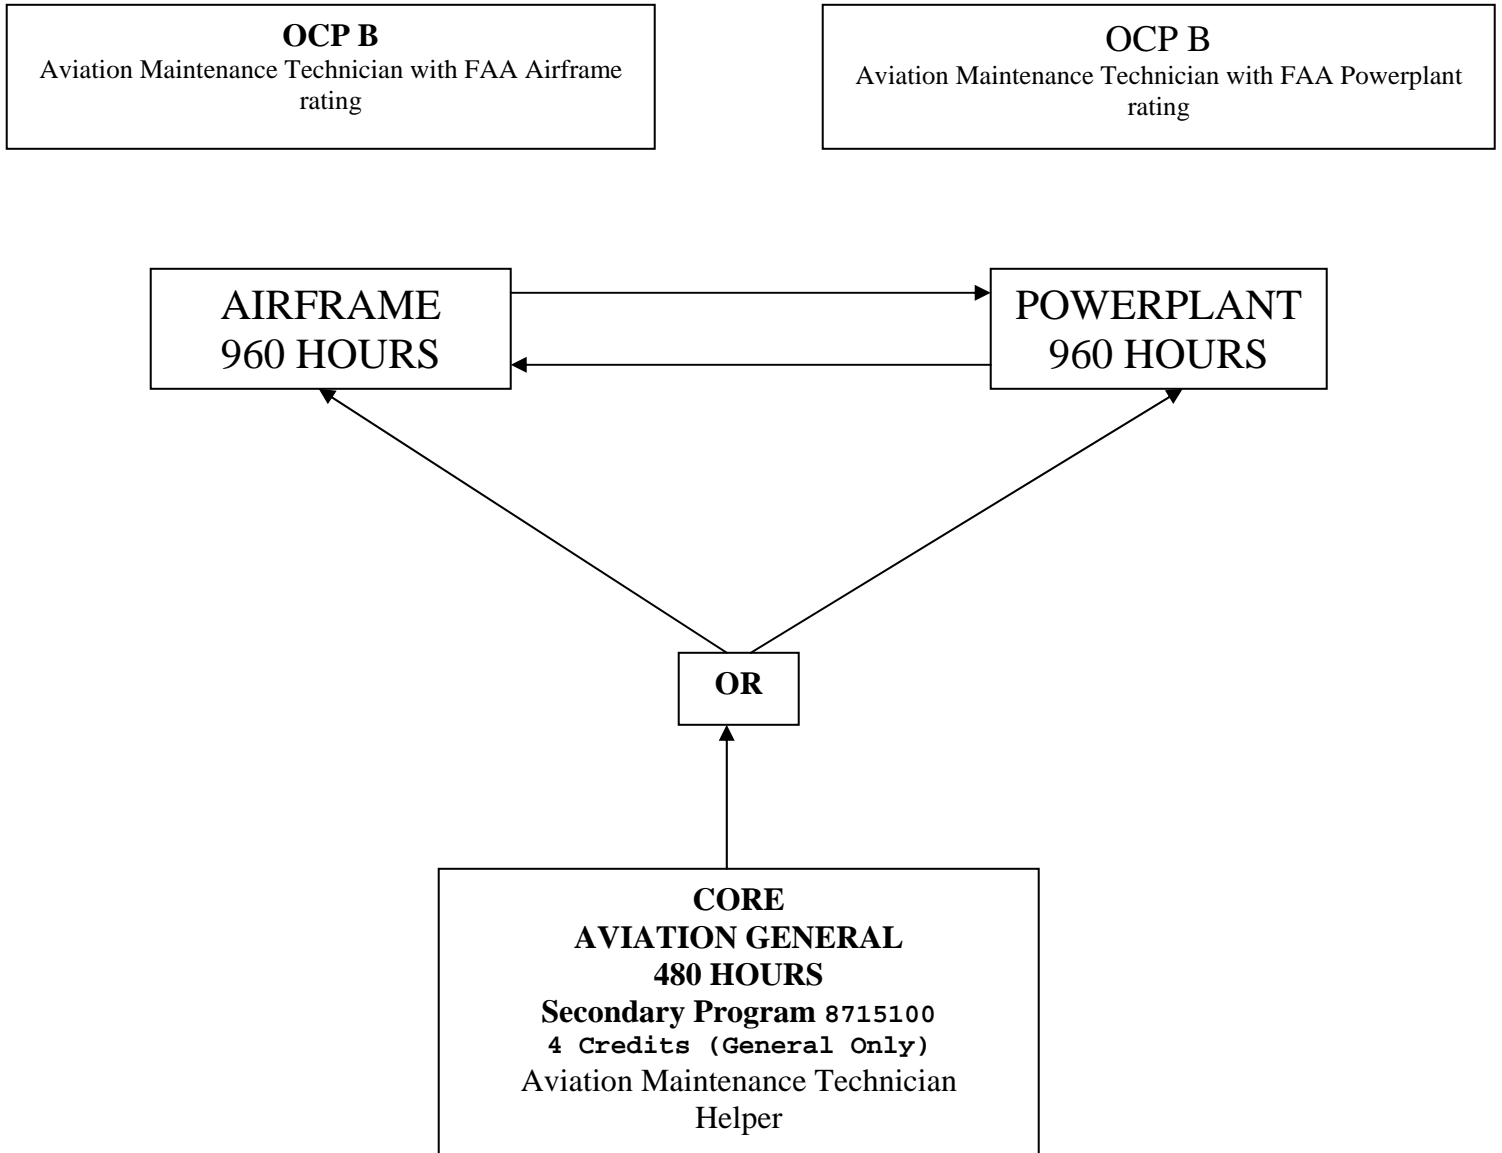 OCP B
Aviation Maintenance Technician with FAA Airframe
rating
OCP B
Aviation Maintenance Technician with FAA Powerplant
rating
AIRFRAME
960 HOURS
POWERPLANT
960 HOURS
OR
CORE
AVIATION GENERAL
480 HOURS
Secondary Program 8715100
4 Credits (General Only)
Aviation Maintenance Technician
Helper